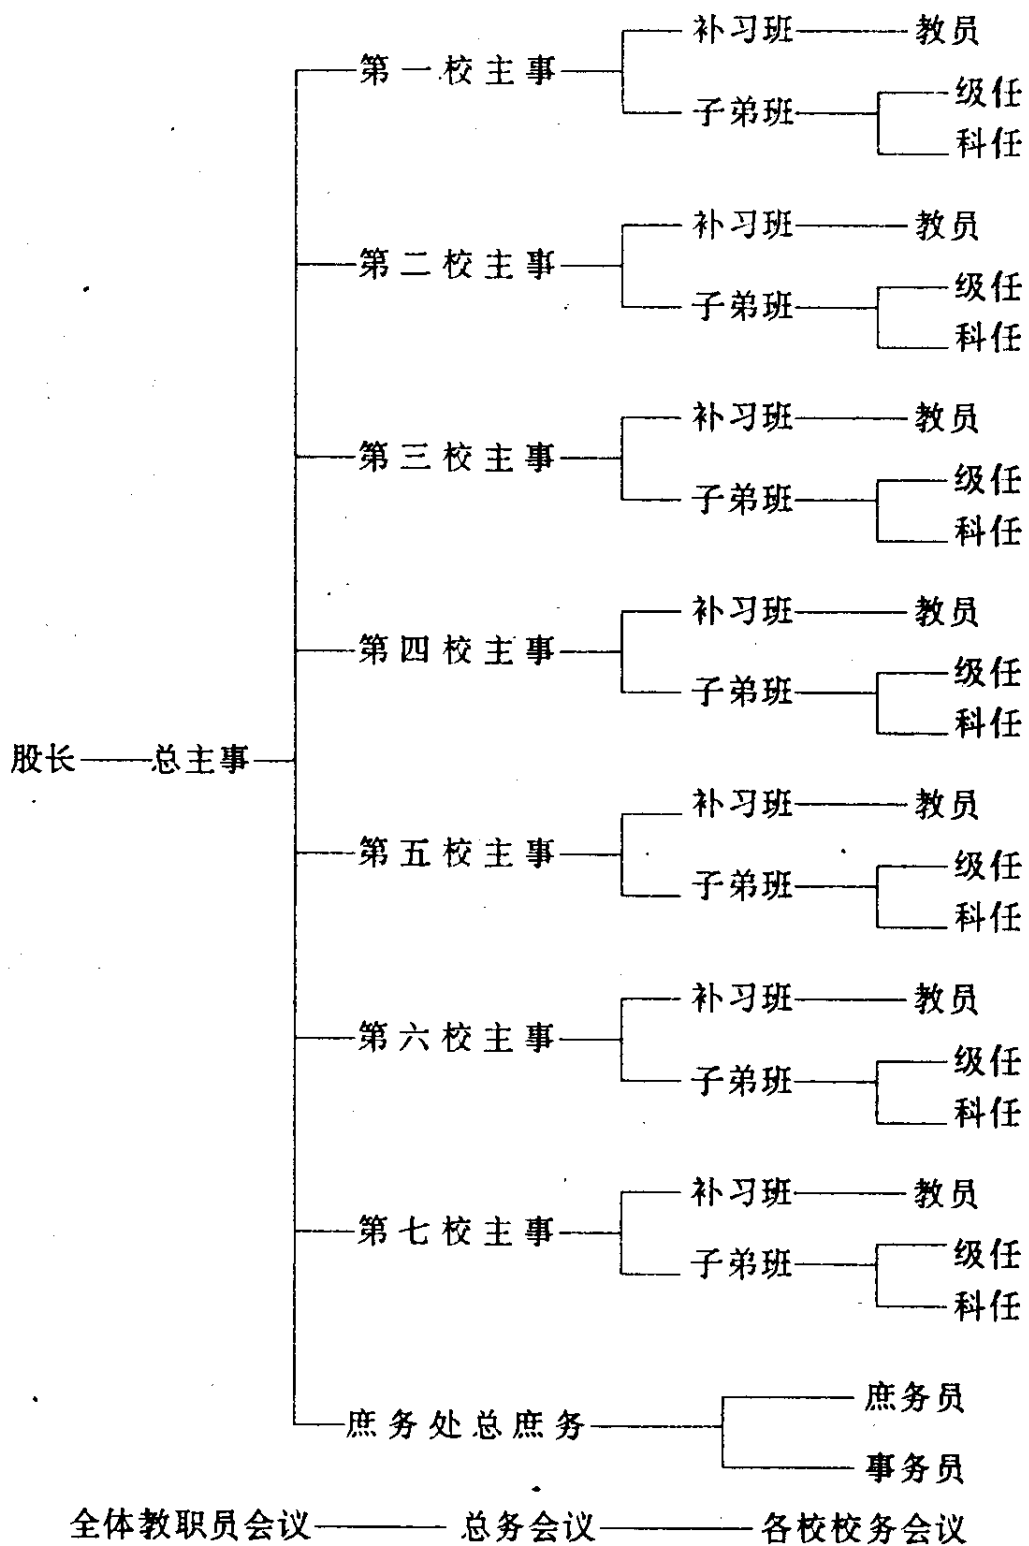 补习班 教员
第一校主事
子弟班 级任
科任
补习班 教员
第二校主事
子弟班 级任
科任
补习班 教员
第三校主事
子弟班 级任
科任
补习班 教员
第四校主事
子弟班 级任
科任
股长 总主事
补习班 教员
第五校主事
子弟班 级任
科任
补习班 教员
第六校主事
子弟班 级任
科任
补习班 教员
第七校主事
子弟班 级任
科任
庶务员
庶务处总庶务
事务员
全体教职员会议 总务会议 各校校务会议